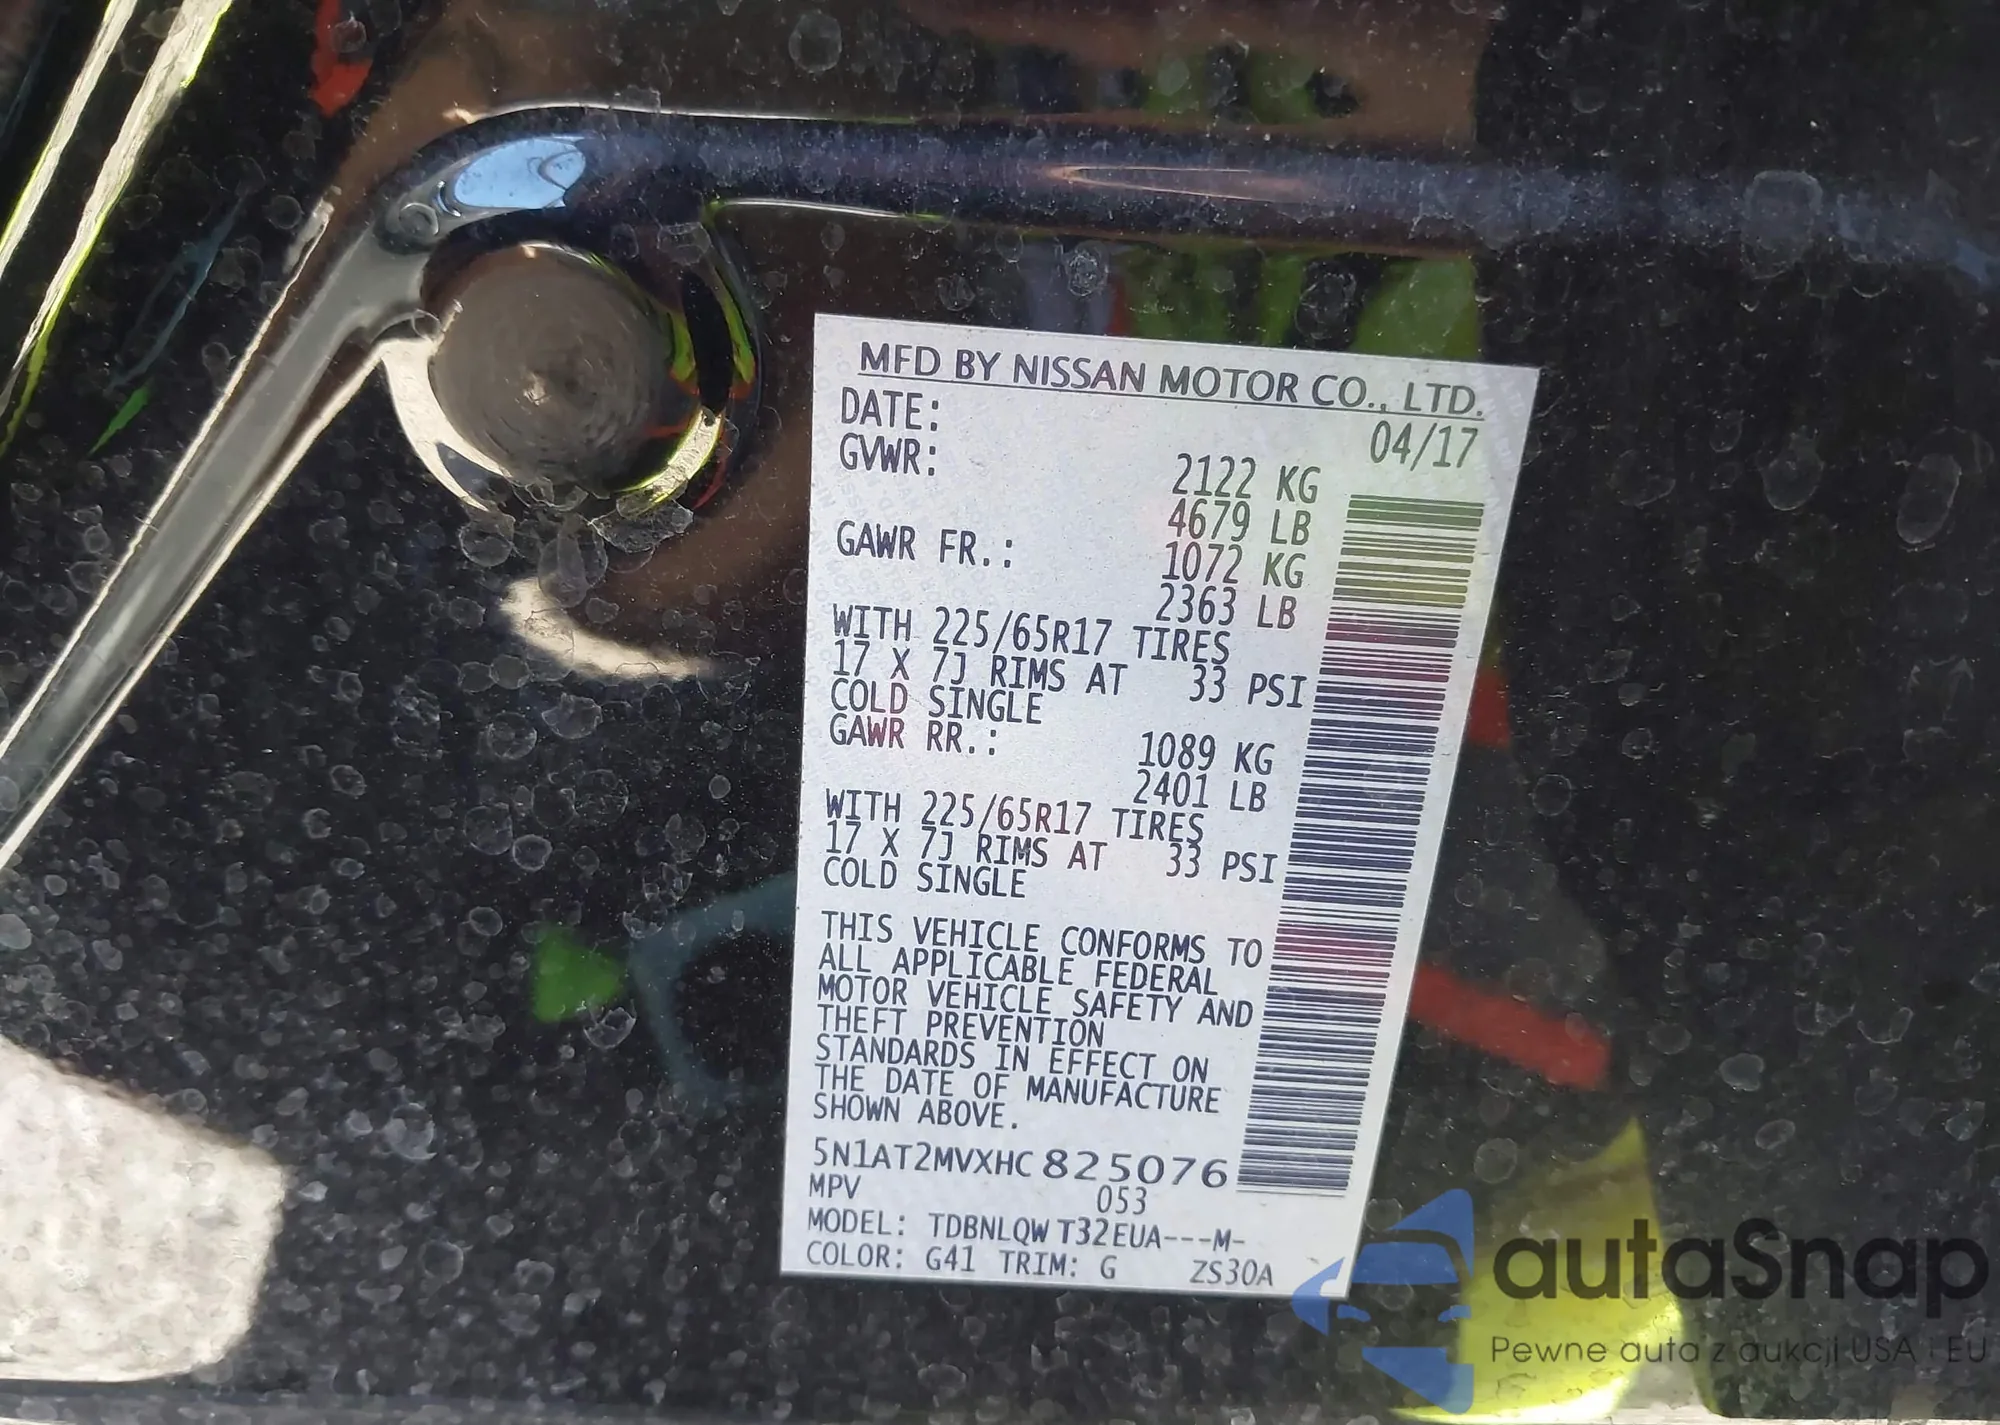 MFD BY NISSAN MOTOR CO., LTD.
DATE: 04/17
GVWR: 2122 KG
4679 LB
GAWR FR.: 1072 KG
2363 LB
WITH 225/65R17 TIRES
17 X 7J RIMS AT 33 PSI
COLD SINGLE
GAWR RR.: 1089 KG
2401 LB
WITH 225/65R17 TIRES
17 X 7J RIMS AT 33 PSI
COLD SINGLE
THIS VEHICLE CONFORMS TO
ALL APPLICABLE FEDERAL
MOTOR VEHICLE SAFETY AND
THEFT PREVENTION
STANDARDS IN EFFECT ON
THE DATE OF MANUFACTURE
SHOWN ABOVE.
5N1AT2MVXHC825076
MPV 053
MODEL: TDBNLQW T32EUA---M-
COLOR: G41 TRIM: G ZS30A
autaSnap
Pewne auta z aukcji USA i EU